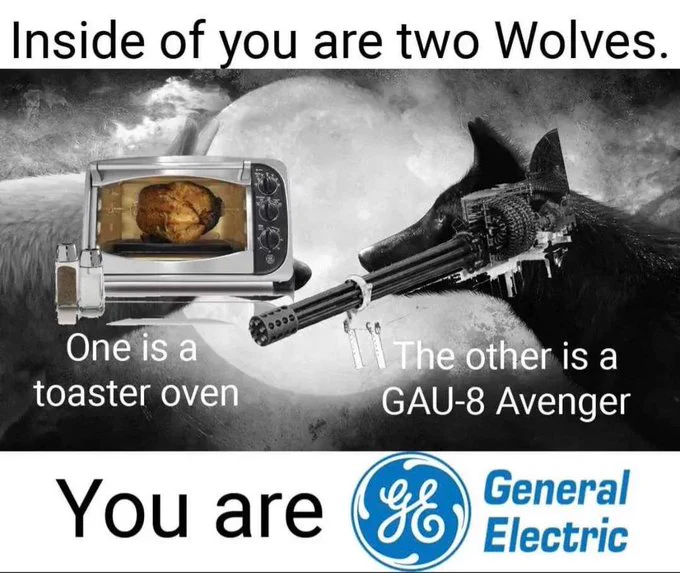 Inside of you are two Wolves.
One is a
toaster oven
The other is a
GAU-8 Avenger
You are
GE
General
Electric